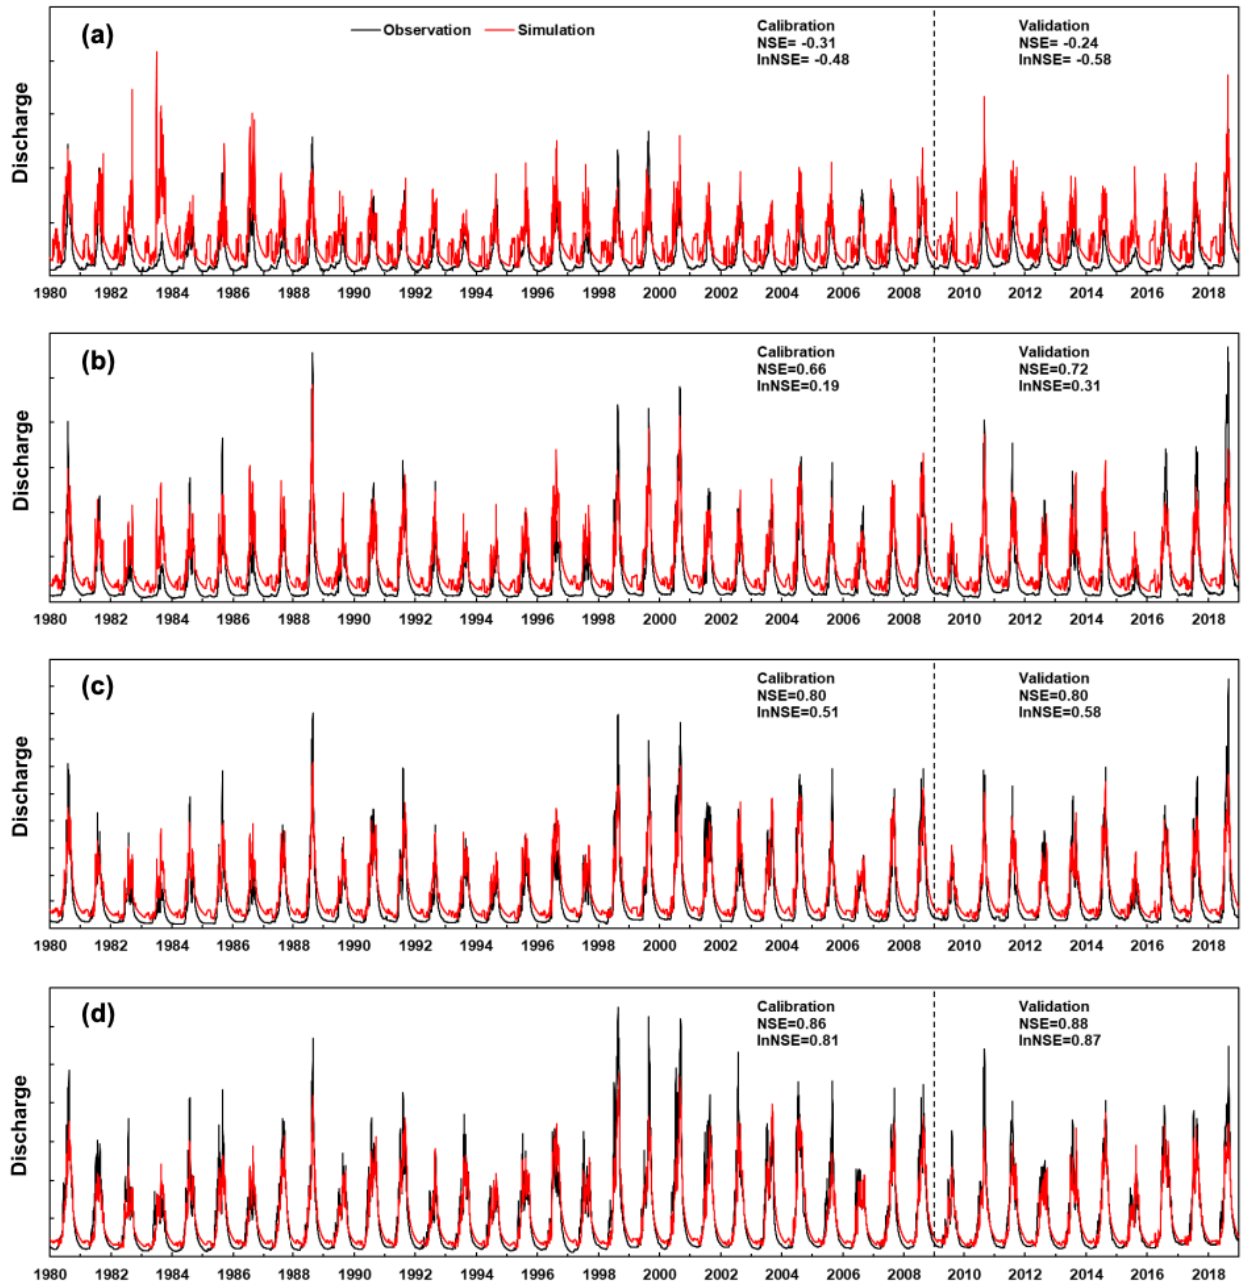 (a)
Observation Simulation
Calibration
NSE= -0.31
lnNSE= -0.48
Validation
NSE= -0.24
lnNSE= -0.58
Discharge
1980 1982 1984 1986 1988 1990 1992 1994 1996 1998 2000 2002 2004 2006 2008 2010 2012 2014 2016 2018
(b)
Calibration
NSE=0.66
lnNSE=0.19
Validation
NSE=0.72
lnNSE=0.31
Discharge
1980 1982 1984 1986 1988 1990 1992 1994 1996 1998 2000 2002 2004 2006 2008 2010 2012 2014 2016 2018
(c)
Calibration
NSE=0.80
lnNSE=0.51
Validation
NSE=0.80
lnNSE=0.58
Discharge
1980 1982 1984 1986 1988 1990 1992 1994 1996 1998 2000 2002 2004 2006 2008 2010 2012 2014 2016 2018
(d)
Calibration
NSE=0.86
lnNSE=0.81
Validation
NSE=0.88
lnNSE=0.87
Discharge
1980 1982 1984 1986 1988 1990 1992 1994 1996 1998 2000 2002 2004 2006 2008 2010 2012 2014 2016 2018